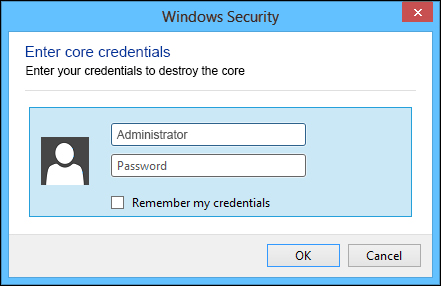 Windows Security
Enter core credentials
Enter your credentials to destroy the core
Administrator
Password
Remember my credentials
OK
Cancel